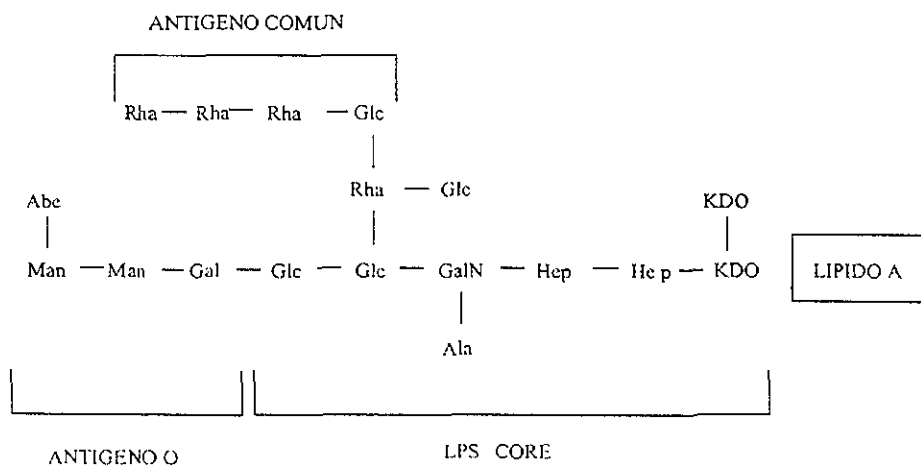 ANTIGENO COMUN
Rha — Rha — Rha — Glc
Rha — Glc
Abe KDO
Man — Man — Gal — Glc — Glc — GalN — Hep — Hep — KDO LIPIDO A
Ala
ANTIGENO O LPS CORE